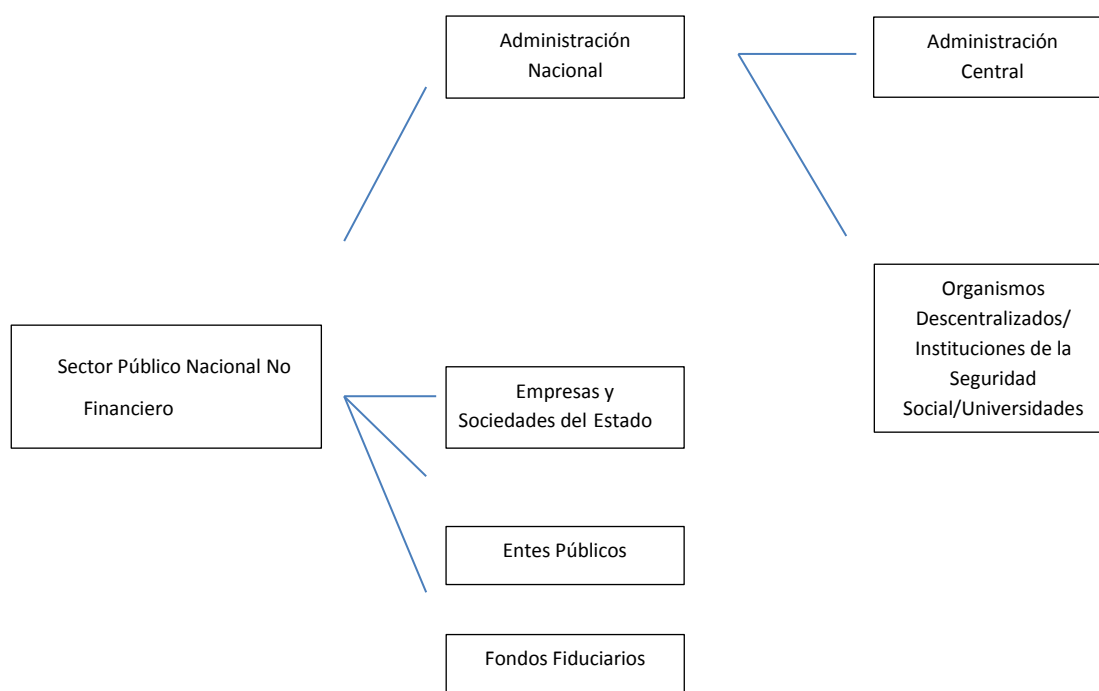 Administración
Nacional
Administración
Central
Sector Público Nacional No
Financiero
Empresas y
Sociedades del Estado
Organismos
Descentralizados/
Instituciones de la
Seguridad
Social/Universidades
Entes Públicos
Fondos Fiduciarios